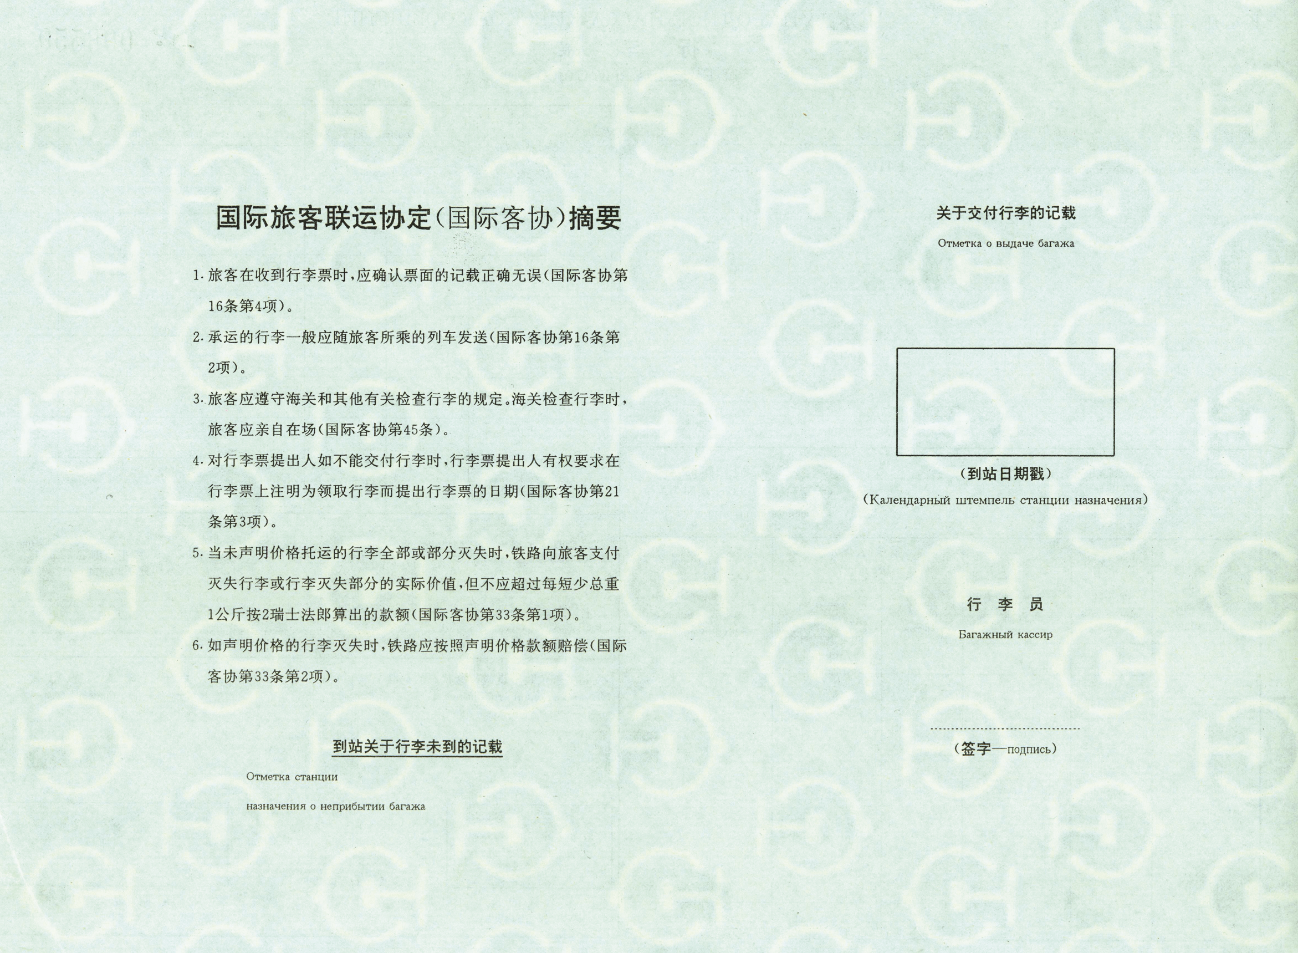 国际旅客联运协定(国际客协)摘要
1. 旅客在收到行李票时,应确认票面的记载正确无误(国际客协第
16条第4项)。
2. 承运的行李一般应随旅客所乘的列车发送(国际客协第16条第
2项)。
3. 旅客应遵守海关和其他有关检查行李的规定。海关检查行李时,
旅客应亲自在场(国际客协第45条)。
4. 对行李票提出人如不能交付行李时,行李票提出人有权要求在
行李票上注明为领取行李而提出行李票的日期(国际客协第21
条第3项)。
5. 当未声明价格托运的行李全部或部分灭失时,铁路向旅客支付
灭失行李或行李灭失部分的实际价值,但不应超过每短少总重
1公斤按2瑞士法郎算出的款额(国际客协第33条第1项)。
6. 如声明价格的行李灭失时,铁路应按照声明价格款额赔偿(国际
客协第33条第2项)。
到站关于行李未到的记载
Отметка станции
назначения о неприбытии багажа
关于交付行李的记载
Отметка о выдаче багажа
(到站日期戳)
(Календарный штемпель станции назначения)
行 李 员
Багажный кассир
(签字—подпись)